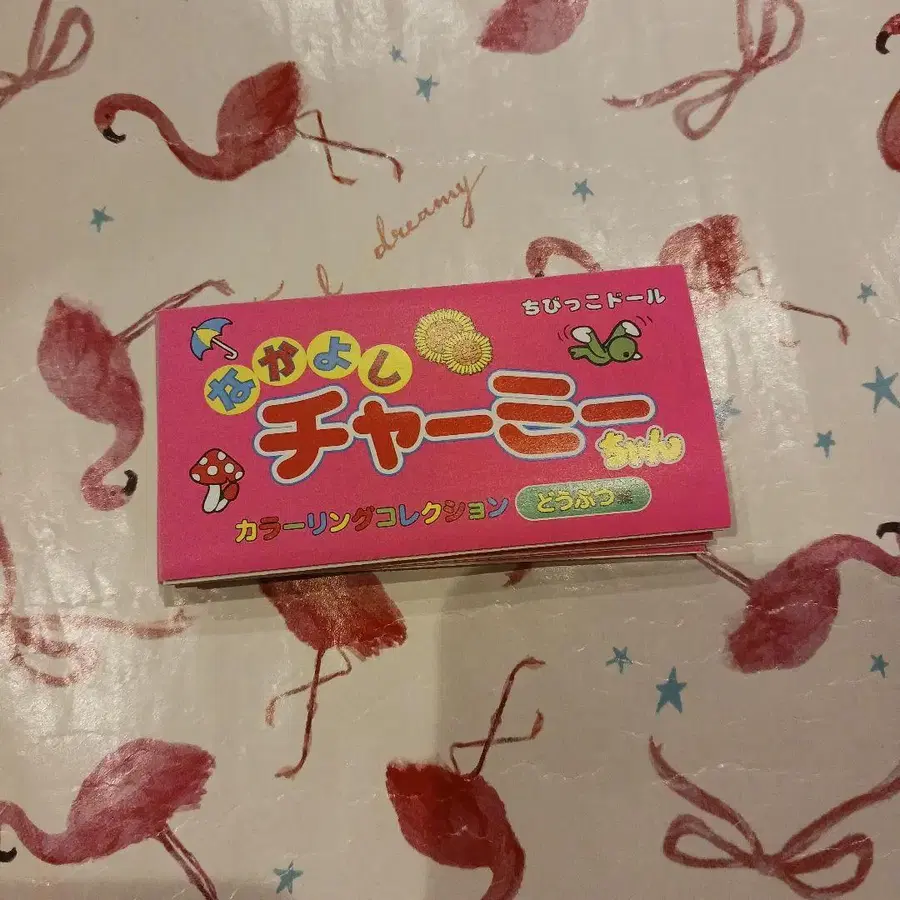 ちびっこドール
なかよし
チャーミー
ちゃん
カラーリングコレクション
どうぶつ
dreamy